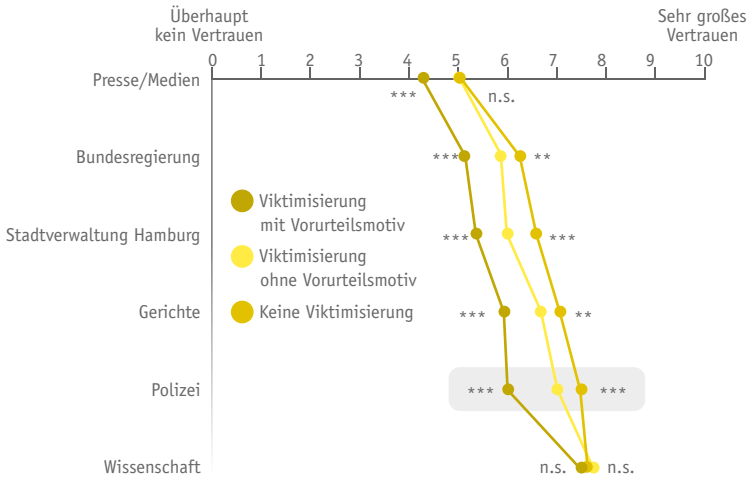 Überhaupt
kein Vertrauen
Sehr großes
Vertrauen
0 1 2 3 4 5 6 7 8 9 10
Presse/Medien
*** n.s.
Bundesregierung
*** **
Viktimisierung
mit Vorurteilsmotiv
Stadtverwaltung Hamburg
*** ***
Viktimisierung
ohne Vorurteilsmotiv
Gerichte
Keine Viktimisierung
*** **
Polizei
*** ***
Wissenschaft
n.s. n.s.